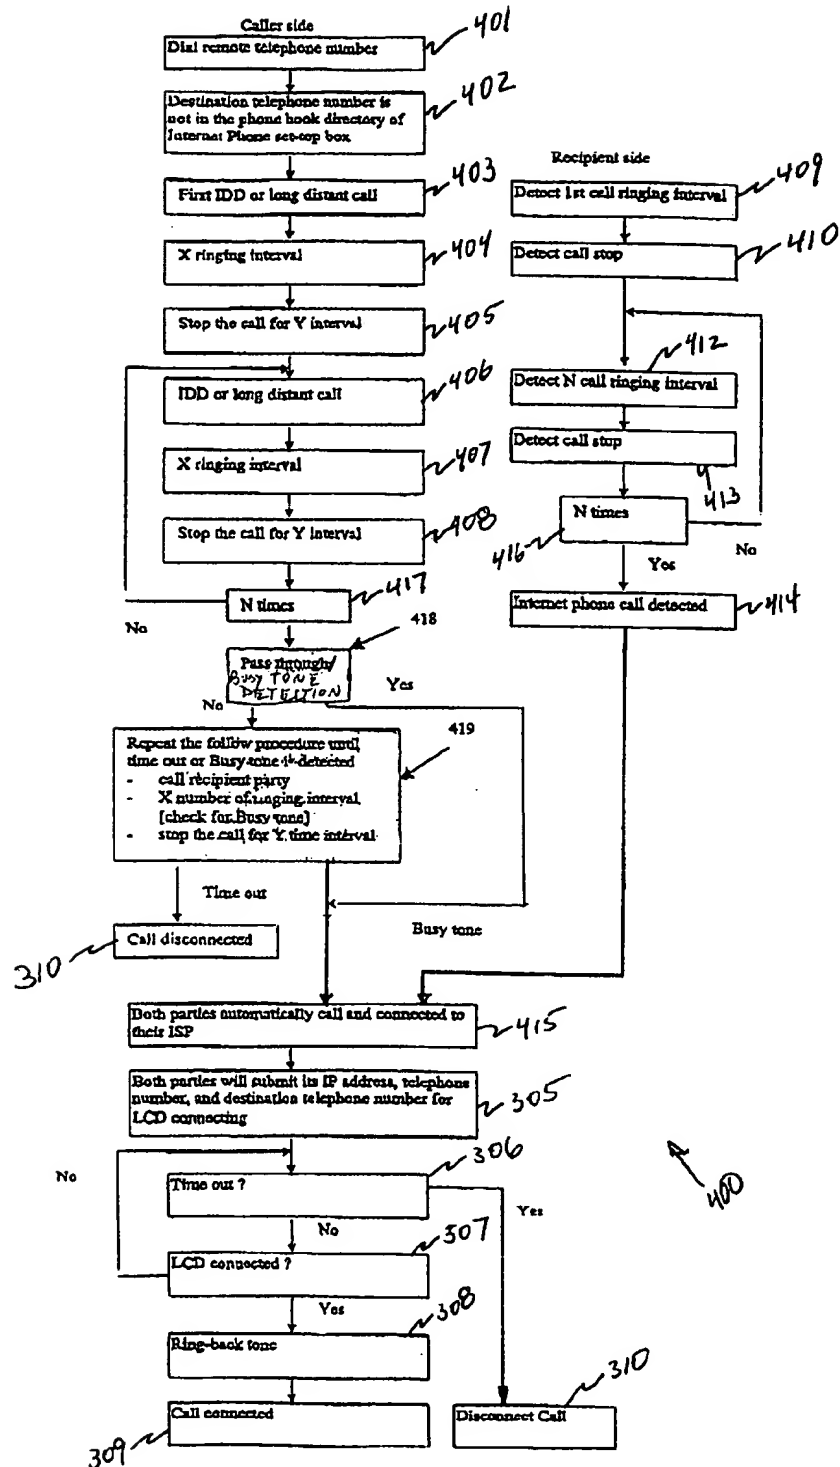 Caller side
Dial remote telephone number
401
Destination telephone number is
not in the phone book directory of
Internet Phone set-top box
402
First IDD or long distant call
403
X ringing interval
404
Stop the call for Y interval
405
IDD or long distant call
406
X ringing interval
407
Stop the call for Y interval
408
N times
417
No
Recipient side
Detect 1st call ringing interval
409
Detect call stop
410
412
Detect N call ringing interval
Detect call stop
413
N times
416
No
Yes
Internet phone call detected
414
418
Pass through/
BUSY TONE
DETECTION
Yes
No
419
Repeat the follow procedure until
time out or Busy tone is detected
- call recipient party
- X number of ringing interval
[check for Busy tone]
- stop the call for Y time interval
Time out
Busy tone
Call disconnected
310
Both parties automatically call and connected to
their ISP
415
Both parties will submit its IP address, telephone
number, and destination telephone number for
LCD connecting
305
No
Time out ?
306
Yes
No
LCD connected ?
307
Yes
Ring-back tone
308
Call connected
309
Disconnect Call
310
400